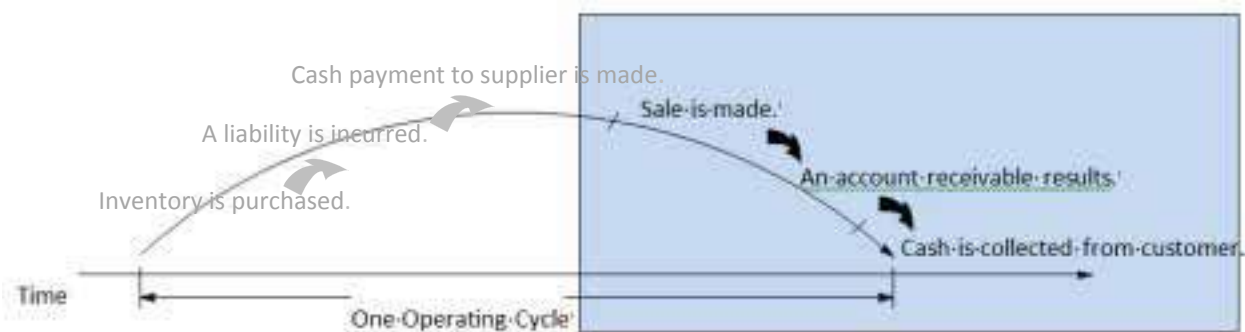 Cash payment to supplier is made.
Sale·is·made.
A liability is incurred.
An·account·receivable·results.
Inventory is purchased.
Cash·is·collected·from·customer.
Time
One·Operating·Cycle